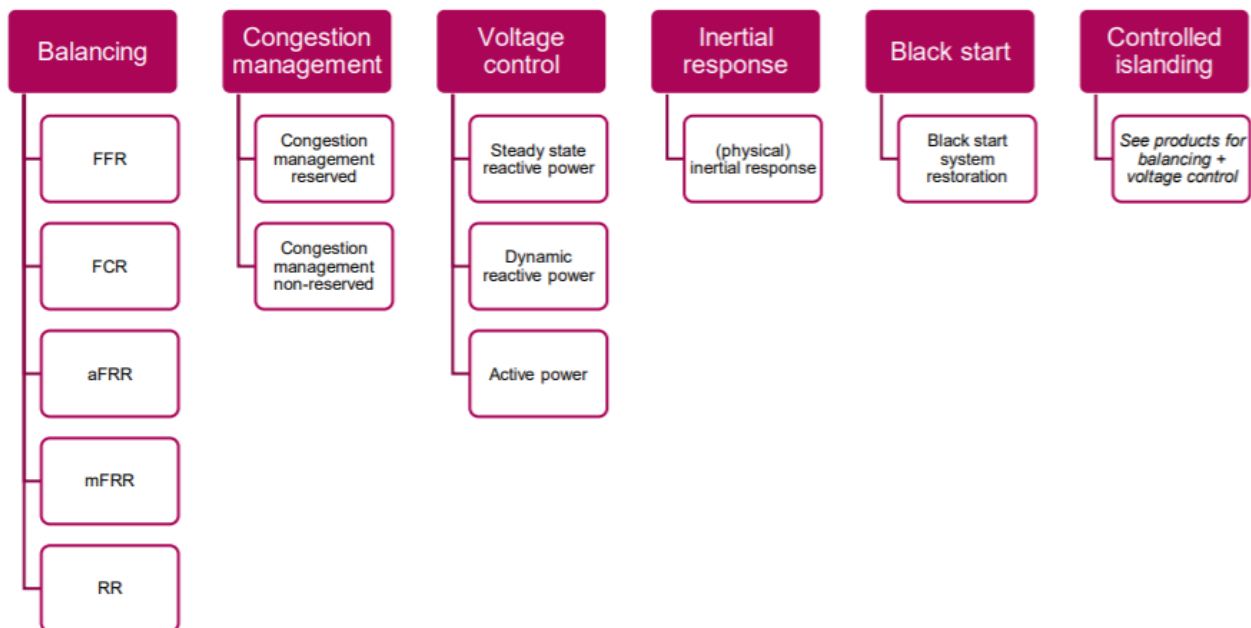 Balancing
FFR
FCR
aFRR
mFRR
RR
Congestion
management
Congestion
management
reserved
Congestion
management
non-reserved
Voltage
control
Steady state
reactive power
Dynamic
reactive power
Active power
Inertial
response
(physical)
inertial response
Black start
Black start
system
restoration
Controlled
islanding
See products for
balancing +
voltage control